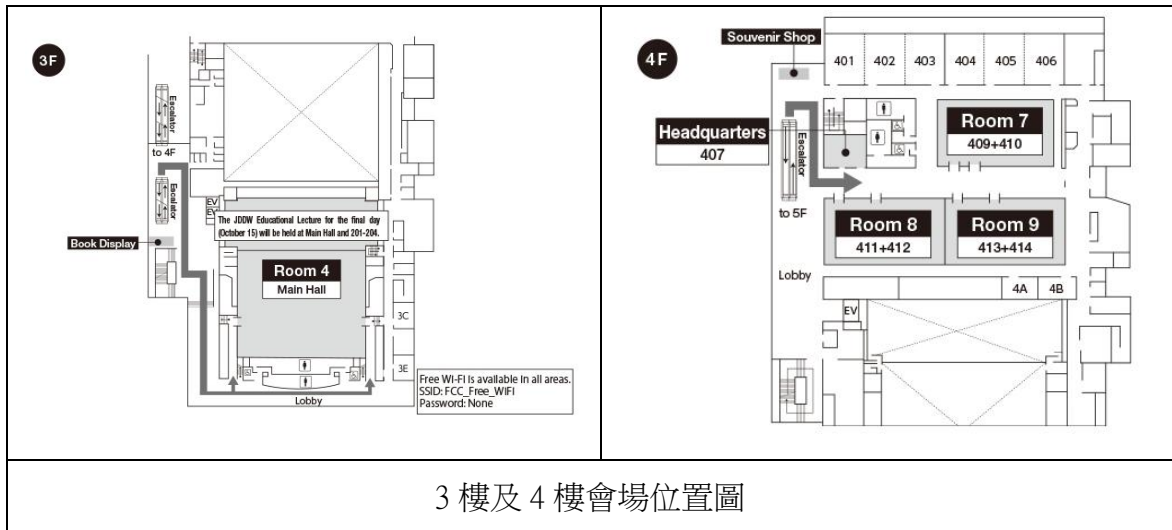 3F
Escalator
to 4F
Escalator
Book Display
EV
EV
The JDDW Educational Lecture for the final day
(October 15) will be held at Main Hall and 201-204.
Room 4
Main Hall
3C
3E
Lobby
Free WI-FI is available in all areas.
SSID: FCC_Free_WIFI
Password: None
4F
Souvenir Shop
401
402
403
404
405
406
Headquarters
407
Escalator
to 5F
Room 7
409+410
Room 8
411+412
Room 9
413+414
Lobby
4A
4B
EV
3 樓及 4 樓會場位置圖